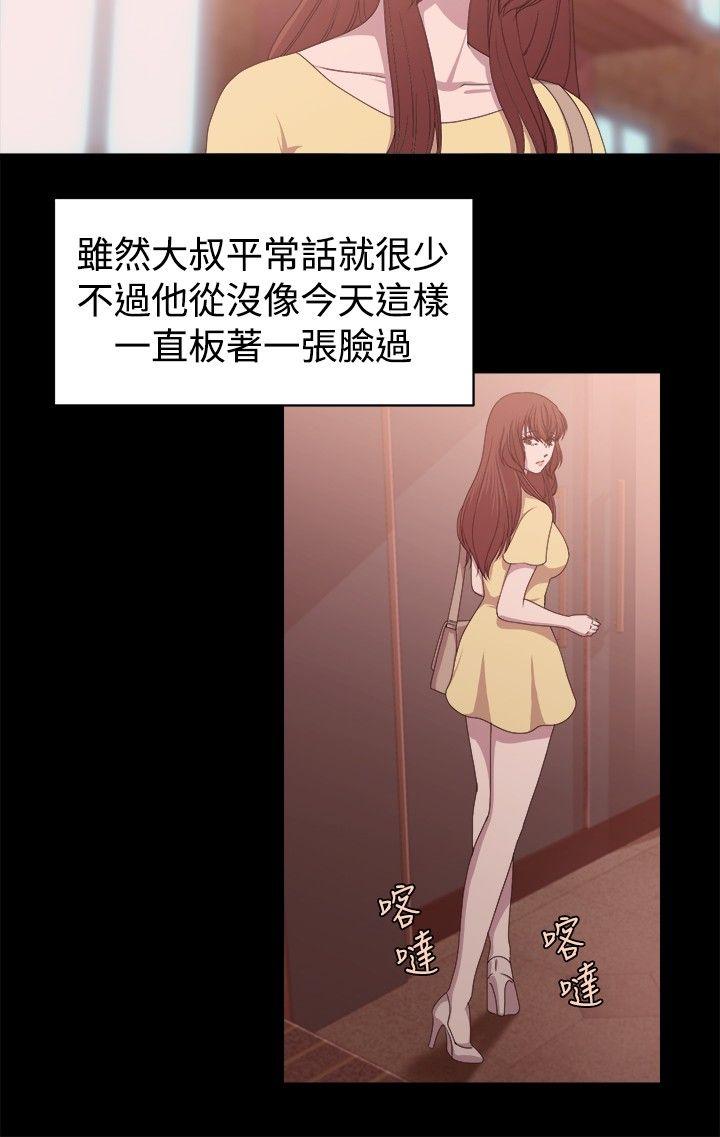 雖然大叔平常話就很少
不過他從沒像今天這樣
一直板著一張臉過
喀噠
喀噠